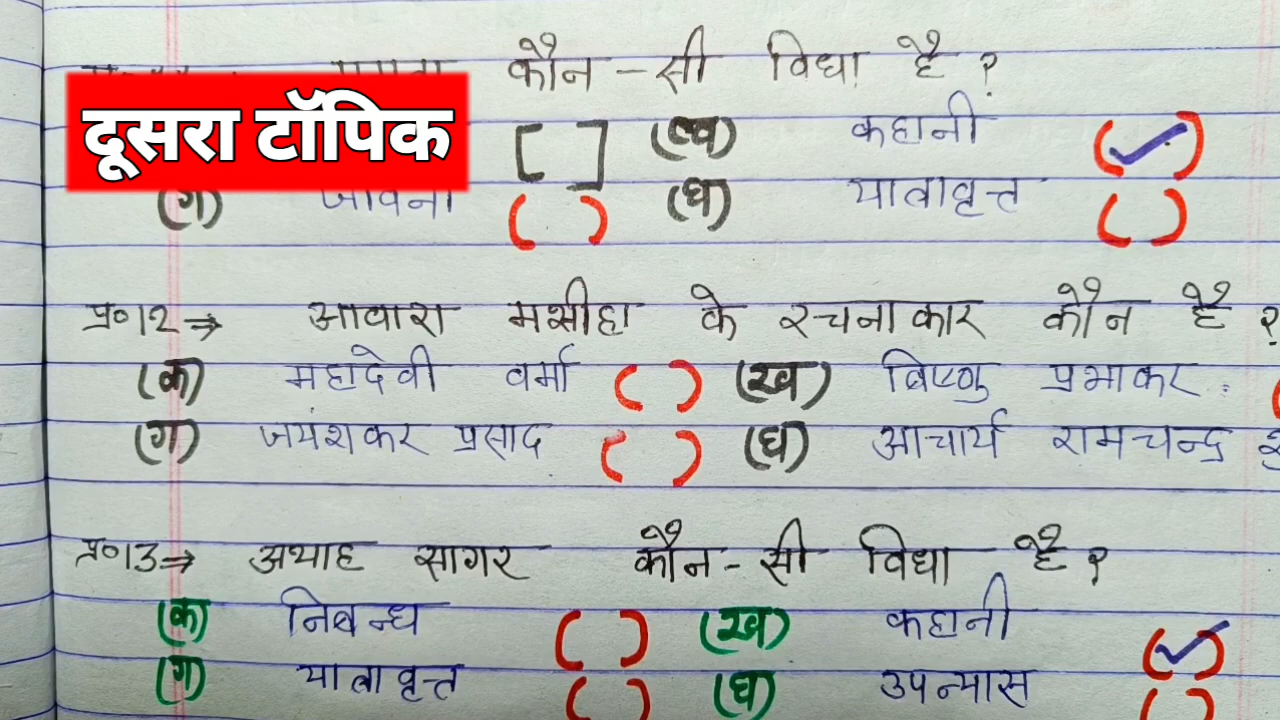 कौन-सी विधा है ?
दूसरा टॉपिक
(ख) कहानी (✓)
(ग) जीवनी ( ) (घ) यात्रावृत्त ( )
प्र०12⇒ आवारा मसीहा के रचनाकार कौन है ?
(क) महादेवी वर्मा ( ) (ख) विष्णु प्रभाकर
(ग) जयशंकर प्रसाद ( ) (घ) आचार्य रामचन्द्र
प्र०13⇒ अथाह सागर कौन-सी विधा है ?
(क) निबन्ध ( ) (ख) कहानी (✓)
(ग) यात्रावृत्त ( ) (घ) उपन्यास ( )